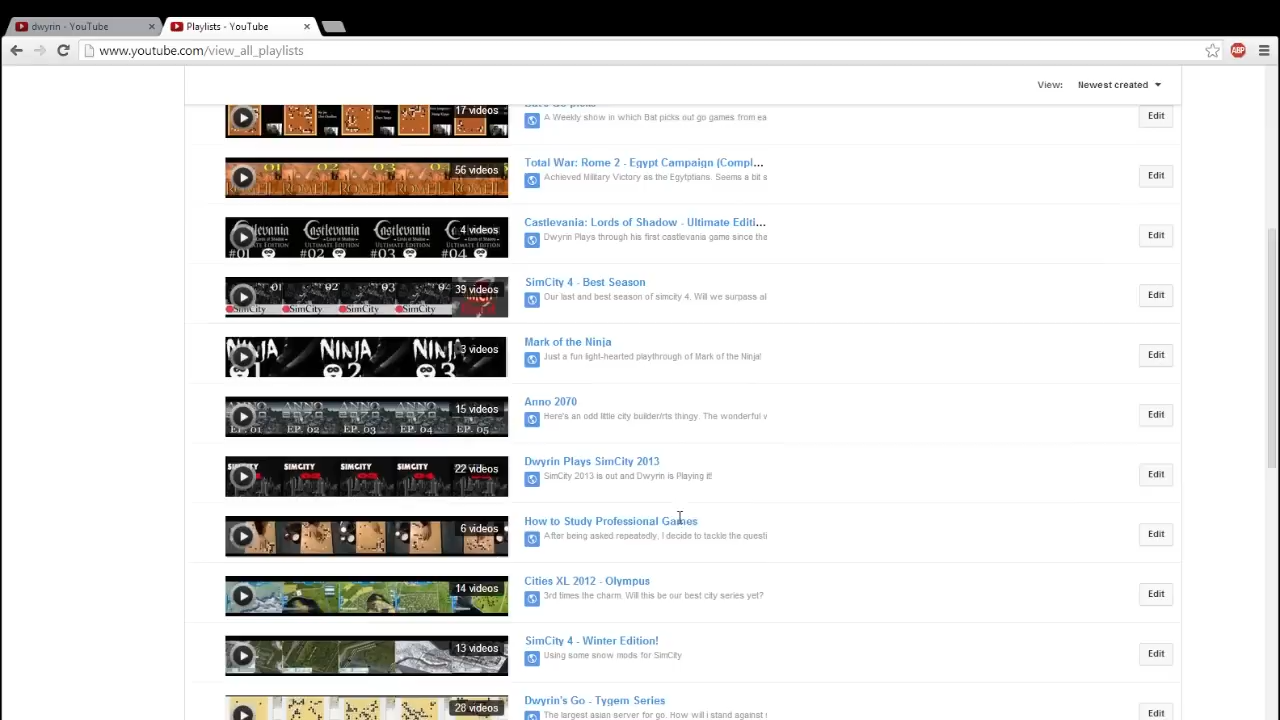 dwyrin - YouTube
Playlists - YouTube
www.youtube.com/view_all_playlists
ABP
View: Newest created
17 videos
A Weekly show in which Bat picks out go games from ea
Edit
56 videos
Total War: Rome 2 - Egypt Campaign (Compl...
Achieved Military Victory as the Egytptians. Seems a bit s
Edit
4 videos
Castlevania: Lords of Shadow - Ultimate Editi...
Dwyrin Plays through his first castlevania game since tha
Edit
39 videos
SimCity 4 - Best Season
Our last and best season of simcity 4. Will we surpass al
Edit
3 videos
Mark of the Ninja
Just a fun light-hearted playthrough of Mark of the Ninja!
Edit
15 videos
Anno 2070
Here's an odd little city builder/rts thingy. The wonderful v
Edit
22 videos
Dwyrin Plays SimCity 2013
SimCity 2013 is out and Dwyrin is Playing it!
Edit
6 videos
How to Study Professional Games
After being asked repeatedly, I decide to tackle the questi
Edit
14 videos
Cities XL 2012 - Olympus
3rd times the charm. Will this be our best city series yet?
Edit
13 videos
SimCity 4 - Winter Edition!
Using some snow mods for SimCity
Edit
28 videos
Dwyrin's Go - Tygem Series
The largest asian server for go. How will i stand against
Edit